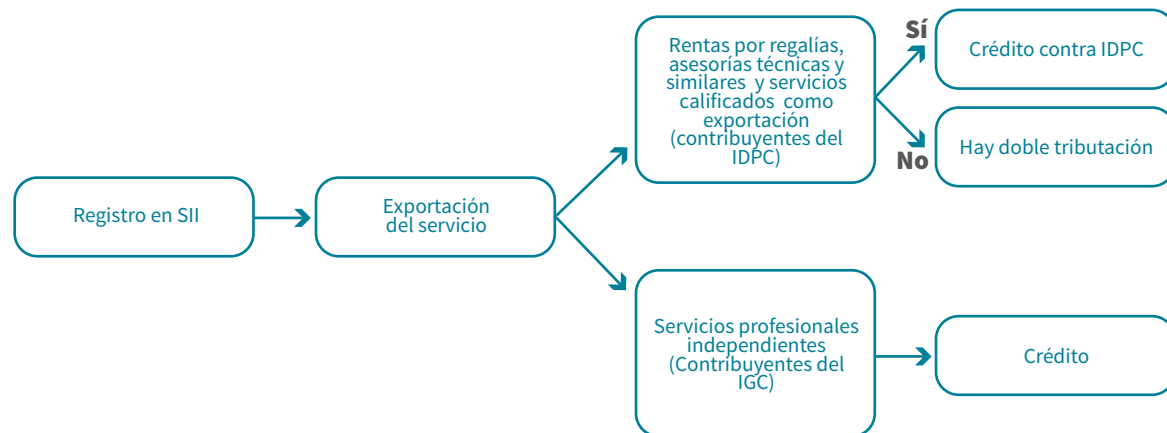 Registro en SII
Exportación
del servicio
Rentas por regalías,
asesorías técnicas y
similares y servicios
calificados como
exportación
(contribuyentes del
IDPC)
Sí
Crédito contra IDPC
No
Hay doble tributación
Servicios profesionales
independientes
(Contribuyentes del
IGC)
Crédito